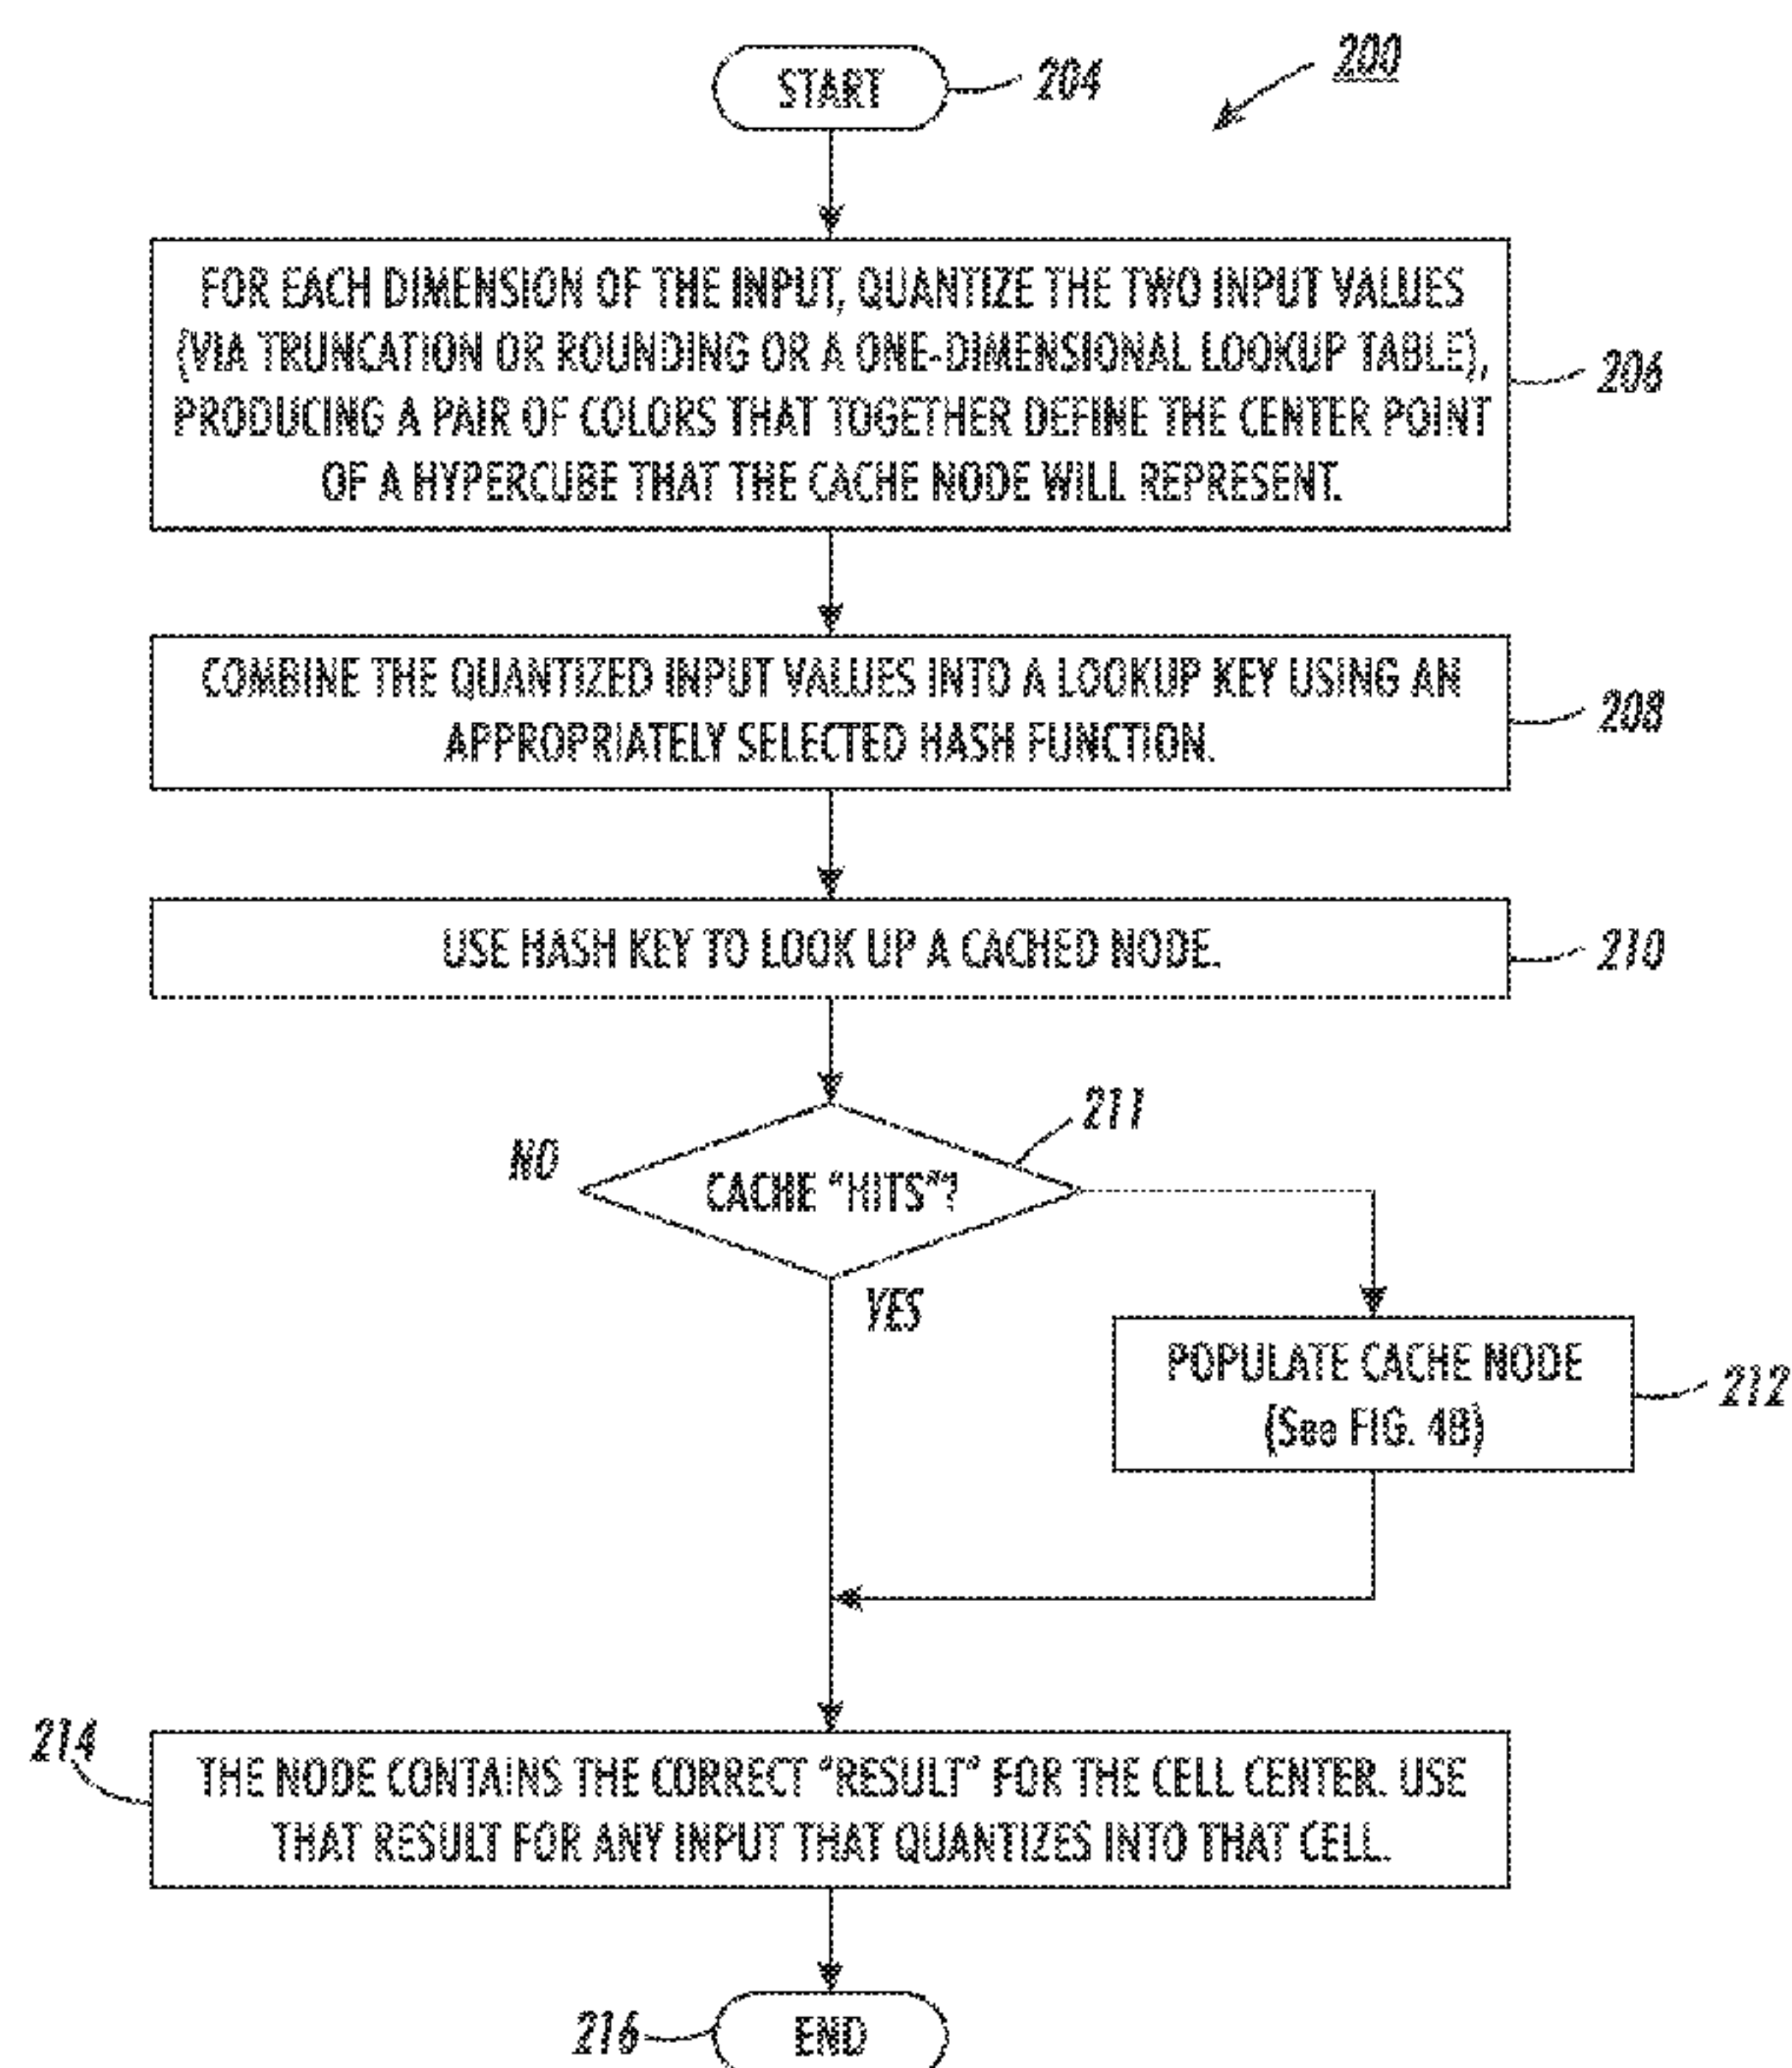 200
START
204
FOR EACH DIMENSION OF THE INPUT, QUANTIZE THE TWO INPUT VALUES
(VIA TRUNCATION OR ROUNDING OR A ONE-DIMENSIONAL LOOKUP TABLE),
PRODUCING A PAIR OF COLORS THAT TOGETHER DEFINE THE CENTER POINT
OF A HYPERCUBE THAT THE CACHE NODE WILL REPRESENT.
206
COMBINE THE QUANTIZED INPUT VALUES INTO A LOOKUP KEY USING AN
APPROPRIATELY SELECTED HASH FUNCTION.
208
USE HASH KEY TO LOOK UP A CACHED NODE.
210
211
NO
CACHE "HITS"?
YES
POPULATE CACHE NODE
(See FIG. 4B)
212
214
THE NODE CONTAINS THE CORRECT "RESULT" FOR THE CELL CENTER. USE
THAT RESULT FOR ANY INPUT THAT QUANTIZES INTO THAT CELL.
216
END